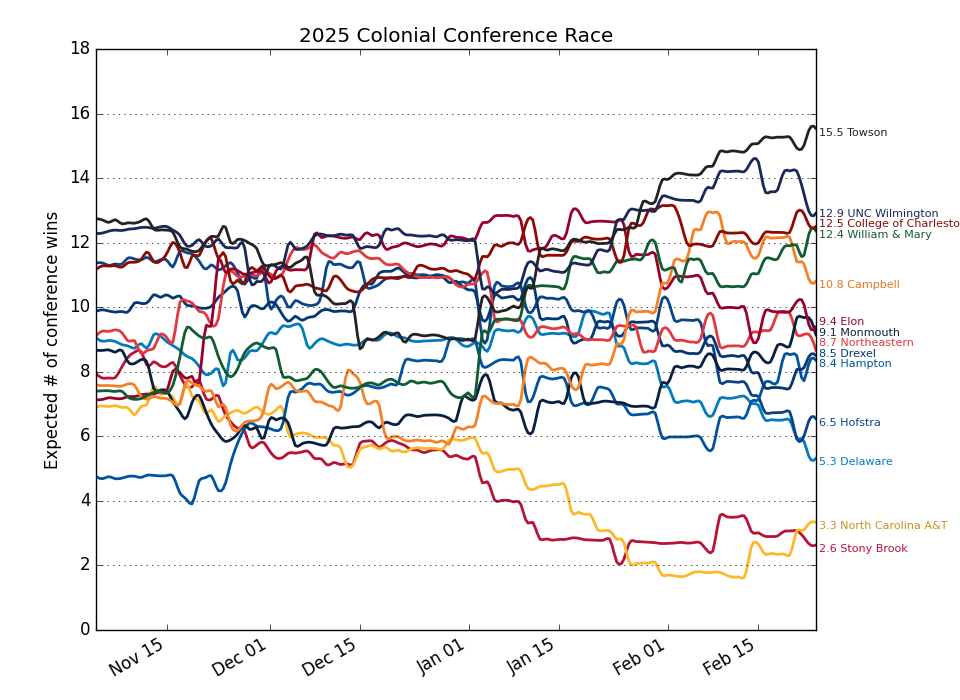 2025 Colonial Conference Race
Expected # of conference wins
18
16
14
12
10
8
6
4
2
0
Nov 15
Dec 01
Dec 15
Jan 01
Jan 15
Feb 01
Feb 15
15.5 Towson
12.9 UNC Wilmington
12.5 College of Charlesto
12.4 William & Mary
10.8 Campbell
9.4 Elon
9.1 Monmouth
8.7 Northeastern
8.5 Drexel
8.4 Hampton
6.5 Hofstra
5.3 Delaware
3.3 North Carolina A&T
2.6 Stony Brook